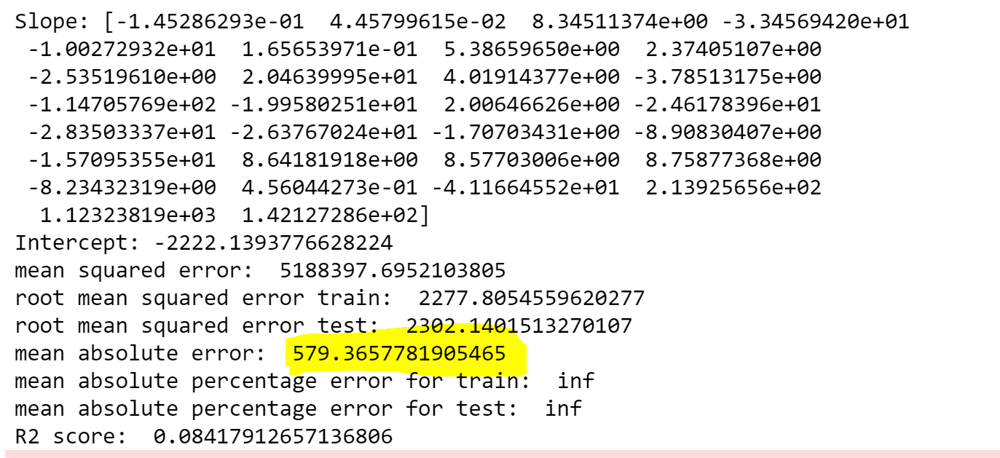 Slope: [-1.45286293e-01  4.45799615e-02  8.34511374e+00 -3.34569420e+01
 -1.00272932e+01  1.65653971e-01  5.38659650e+00  2.37405107e+00
 -2.53519610e+00  2.04639995e+01  4.01914377e+00 -3.78513175e+00
 -1.14705769e+02 -1.99580251e+01  2.00646626e+00 -2.46178396e+01
 -2.83503337e+01 -2.63767024e+01 -1.70703431e+00 -8.90830407e+00
 -1.57095355e+01  8.64181918e+00  8.57703006e+00  8.75877368e+00
 -8.23432319e+00  4.56044273e-01 -4.11664552e+01  2.13925656e+02
  1.12323819e+03  1.42127286e+02]
Intercept: -2222.1393776628224
mean squared error:  5188397.6952103805
root mean squared error train:  2277.8054559620277
root mean squared error test:  2302.1401513270107
mean absolute error:  579.3657781905465
mean absolute percentage error for train:  inf
mean absolute percentage error for test:  inf
R2 score:  0.08417912657136806